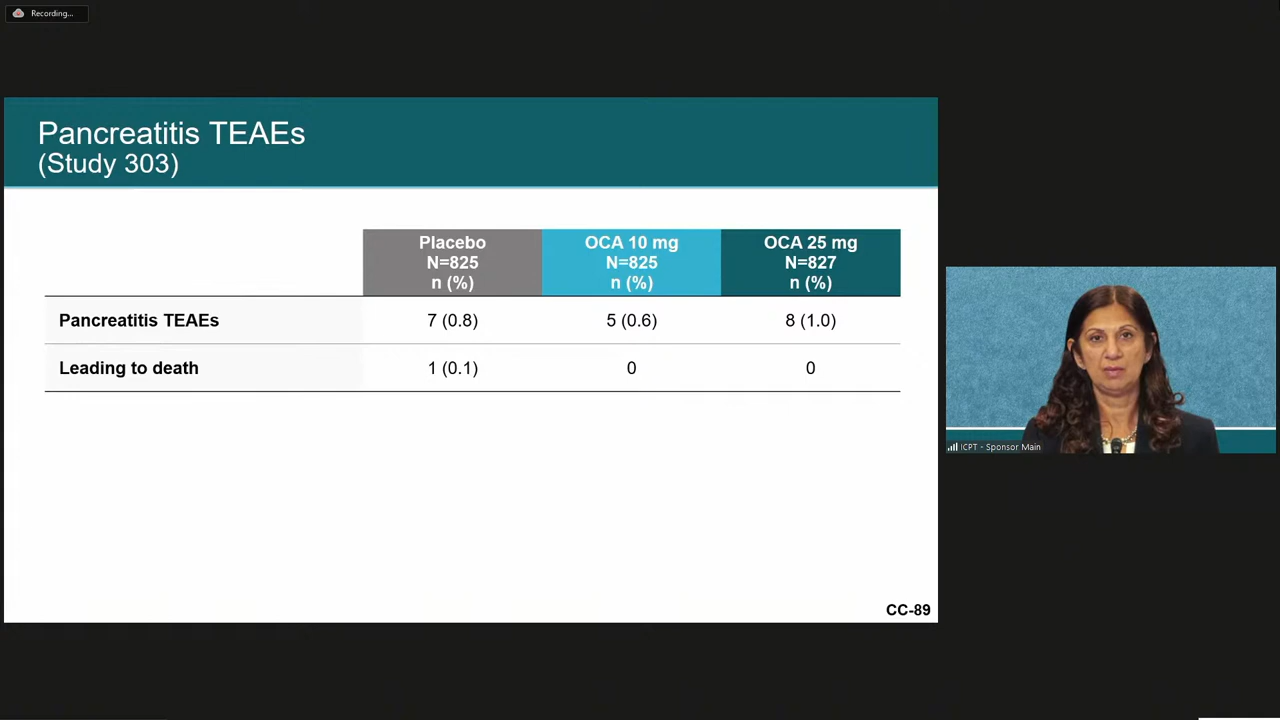 Recording...
Pancreatitis TEAEs
(Study 303)
Placebo
N=825
n (%)
OCA 10 mg
N=825
n (%)
OCA 25 mg
N=827
n (%)
Pancreatitis TEAEs 7 (0.8) 5 (0.6) 8 (1.0)
Leading to death 1 (0.1) 0 0
CC-89
ICPT - Sponsor Main